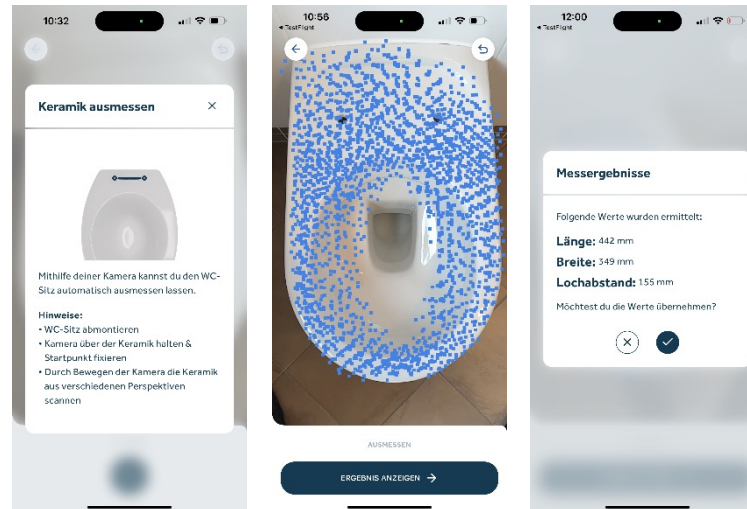 10:32
Keramik ausmessen
Mithilfe deiner Kamera kannst du den WC-
Sitz automatisch ausmessen lassen.
Hinweise:
• WC-Sitz abmontieren
• Kamera über der Keramik halten &
Startpunkt fixieren
• Durch Bewegen der Kamera die Keramik
aus verschiedenen Perspektiven
scannen
10:56
◂ TestFlight
AUSMESSEN
ERGEBNIS ANZEIGEN →
12:00
◂ TestFlight
Messergebnisse
Folgende Werte wurden ermittelt:
Länge: 442 mm
Breite: 349 mm
Lochabstand: 155 mm
Möchtest du die Werte übernehmen?